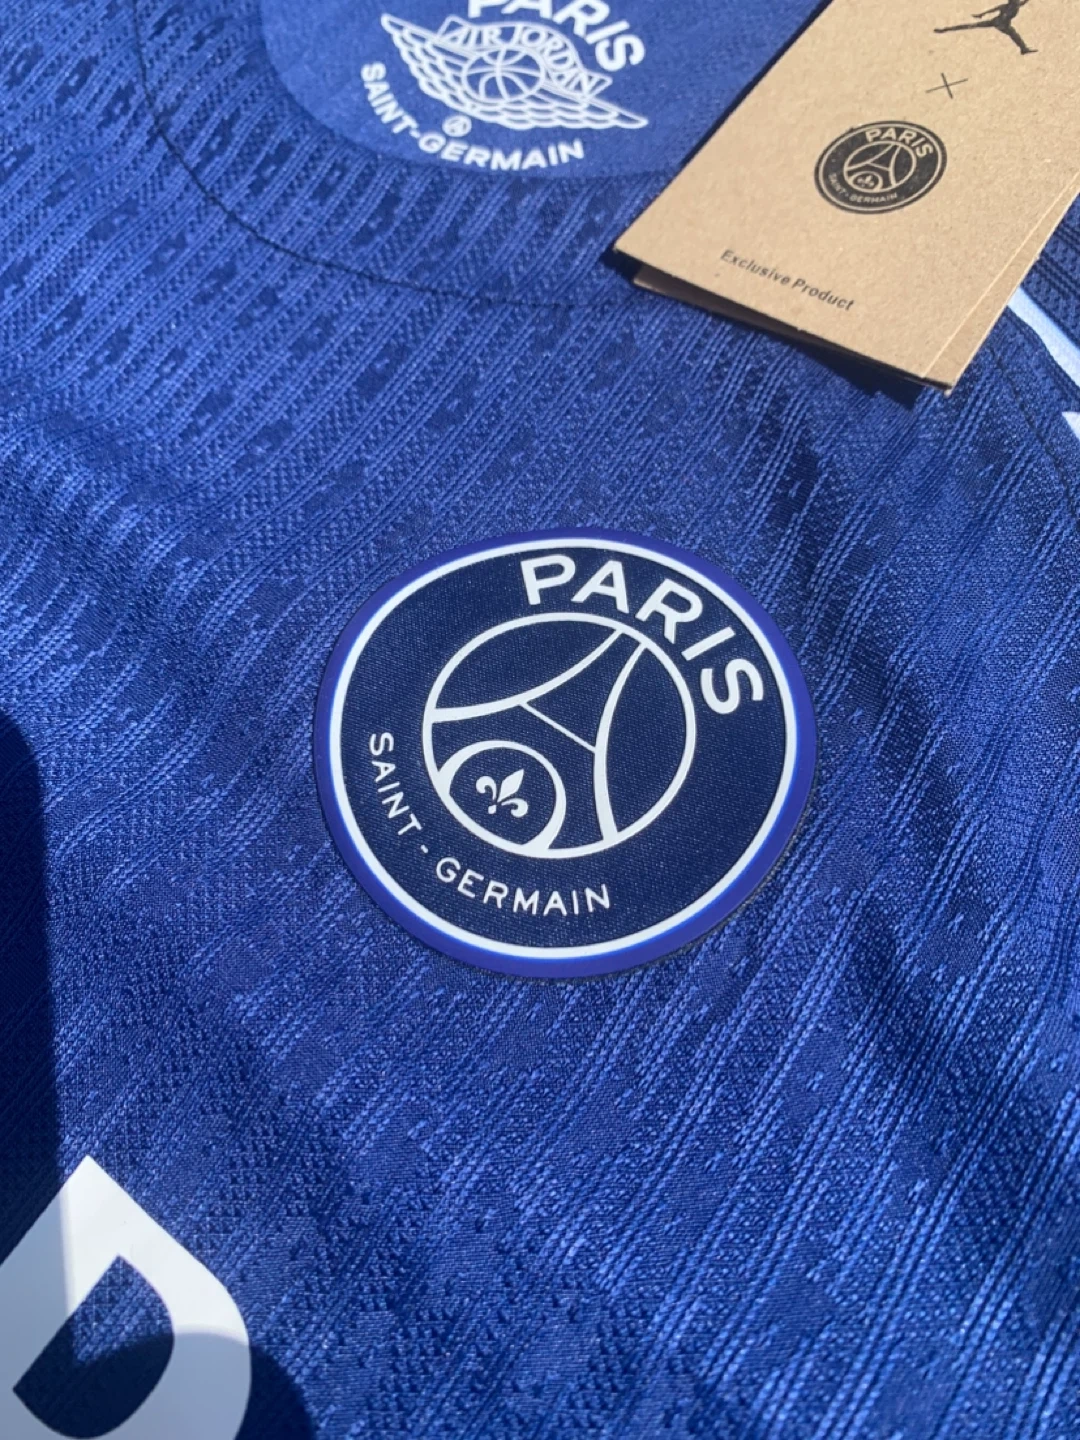 PARIS
AIR JORDAN
®
SAINT-GERMAIN
X
PARIS
SAINT-GERMAIN
Exclusive Product
PARIS
SAINT-GERMAIN